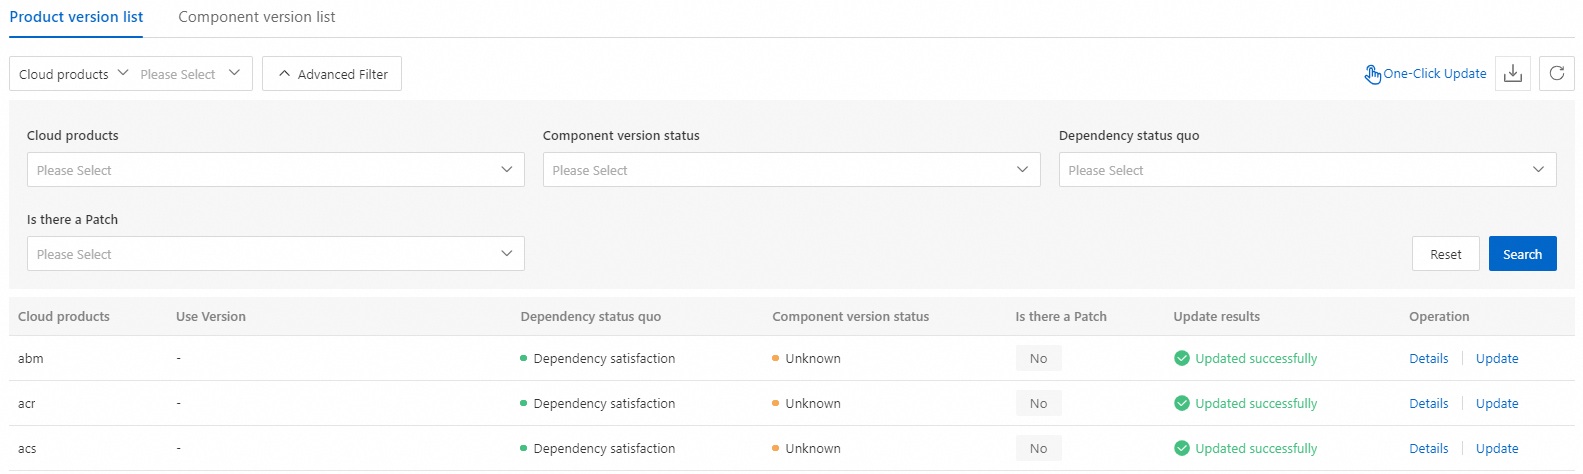 Product version list Component version list
Cloud products Please Select Advanced Filter One-Click Update
Cloud products Component version status Dependency status quo
Please Select Please Select Please Select
Is there a Patch
Please Select Reset Search
Cloud products Use Version Dependency status quo Component version status Is there a Patch Update results Operation
abm - Dependency satisfaction Unknown No Updated successfully Details Update
acr - Dependency satisfaction Unknown No Updated successfully Details Update
acs - Dependency satisfaction Unknown No Updated successfully Details Update